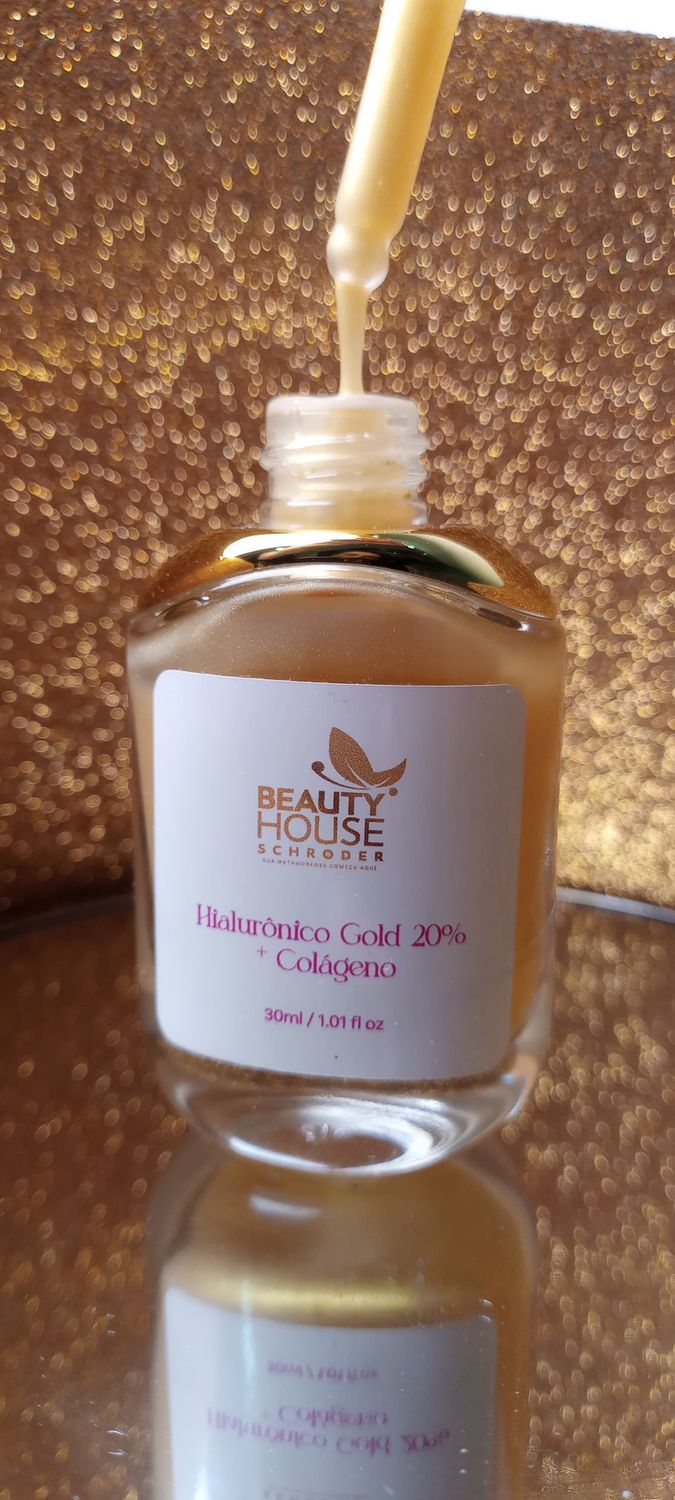 BEAUTY
HOUSE
SCHRODER
SUA METAMORFOSE COMEÇA AQUI
Hialurônico Gold 20%
+ Colágeno
30ml / 1.01 fl oz